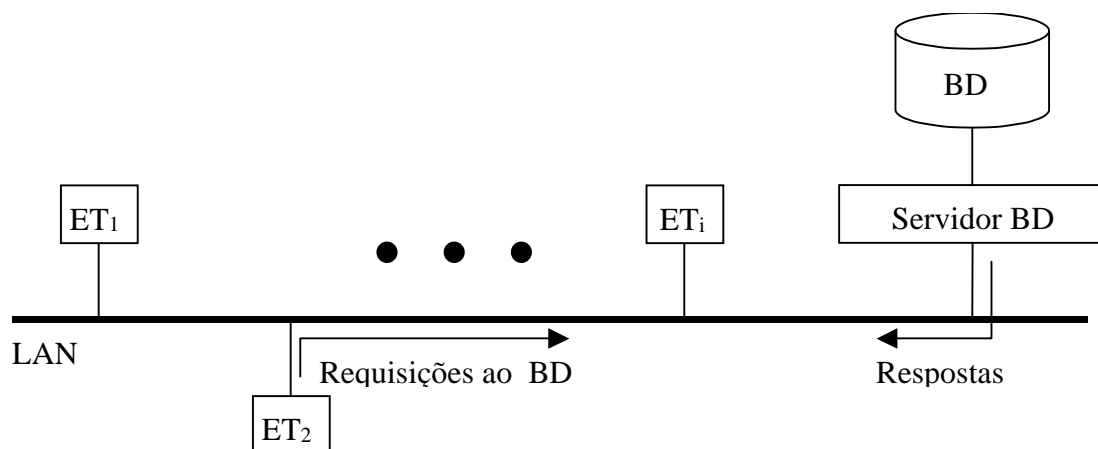 BD
ET₁
ETᵢ
Servidor BD
LAN
Requisições ao BD
Respostas
ET₂